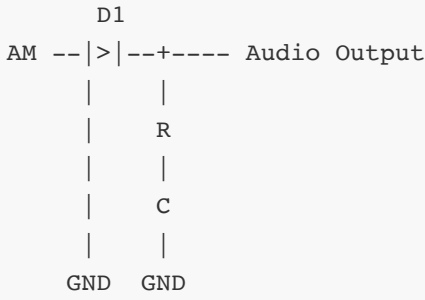 D1
AM --|>|--+---- Audio Output
| |
| R
| |
| C
| |
GND GND